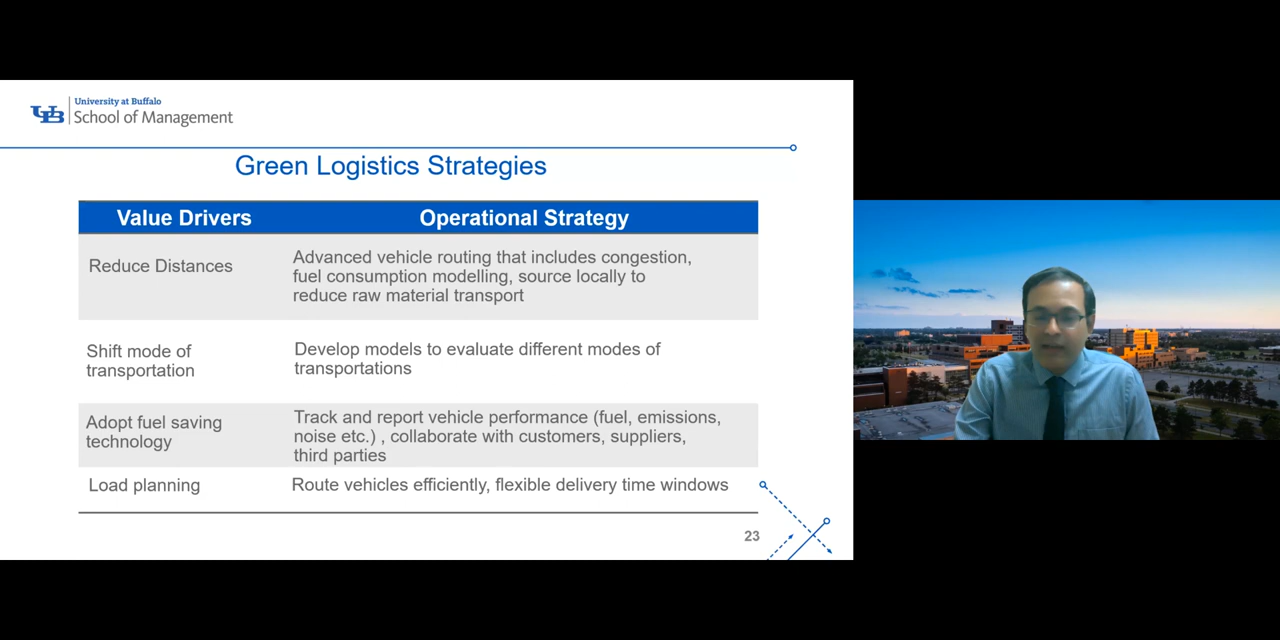 University at Buffalo
School of Management
Green Logistics Strategies
Value Drivers Operational Strategy
Reduce Distances
Advanced vehicle routing that includes congestion,
fuel consumption modelling, source locally to
reduce raw material transport
Shift mode of
transportation
Develop models to evaluate different modes of
transportations
Adopt fuel saving
technology
Track and report vehicle performance (fuel, emissions,
noise etc.) , collaborate with customers, suppliers,
third parties
Load planning
Route vehicles efficiently, flexible delivery time windows
23